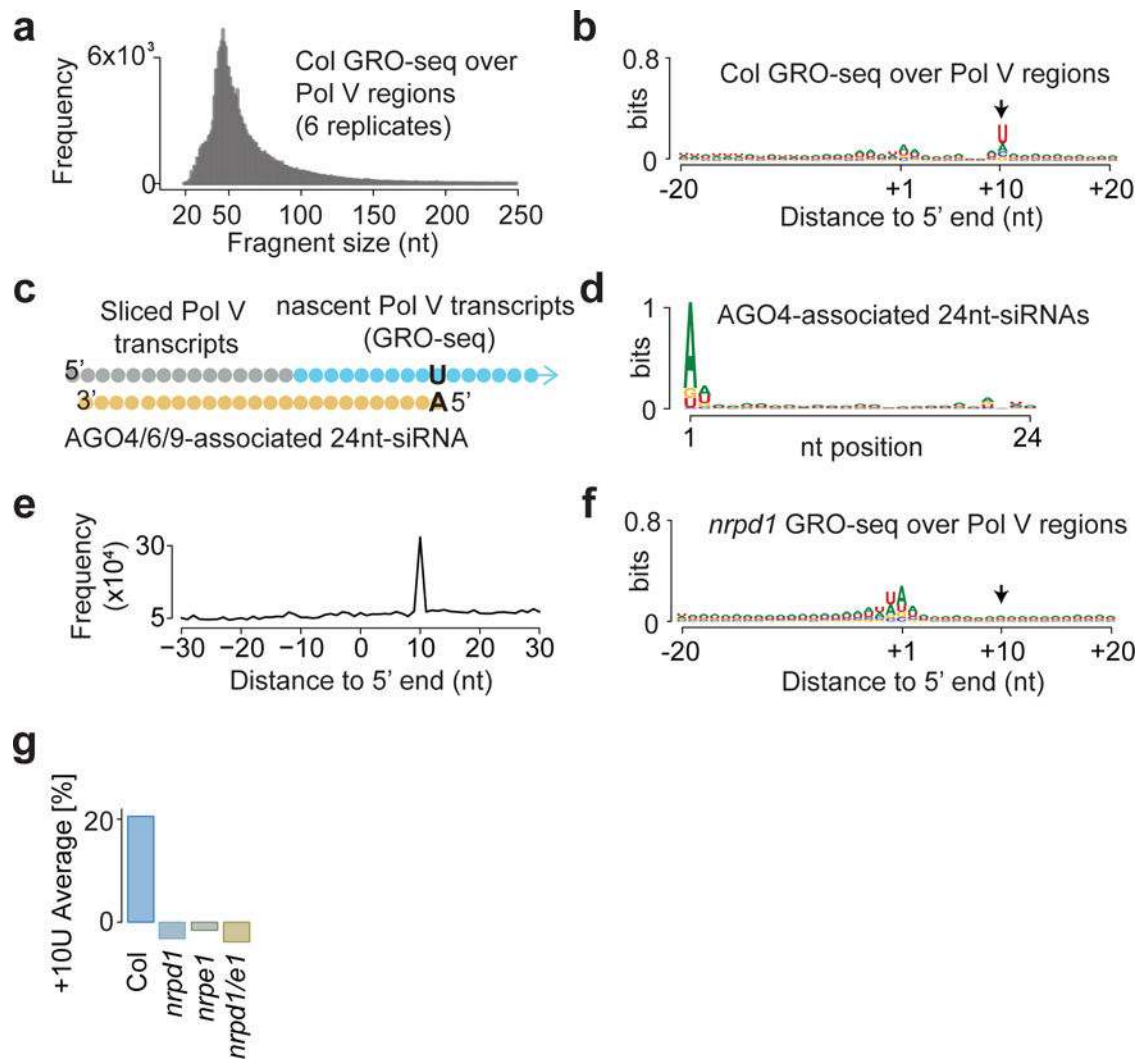 a
6×10³
0
Frequency
Col GRO-seq over
Pol V regions
(6 replicates)
20 50 100 150 200 250
Fragnent size (nt)
b
0.8
0
bits
Col GRO-seq over Pol V regions
U
A
-20 +1 +10 +20
Distance to 5’ end (nt)
c
Sliced Pol V
transcripts
nascent Pol V transcripts
(GRO-seq)
5’ U
3’ A 5’
AGO4/6/9-associated 24nt-siRNA
d
1
0
bits
AGO4-associated 24nt-siRNAs
A
G A
U U
1 24
nt position
e
30
5
Frequency
(x10⁴)
−30 −20 −10 0 10 20 30
Distance to 5’ end (nt)
f
0.8
0
bits
nrpd1 GRO-seq over Pol V regions
U A
-20 +1 +10 +20
Distance to 5’ end (nt)
g
20
0
+10U Average [%]
Col
nrpd1
nrpe1
nrpd1/e1